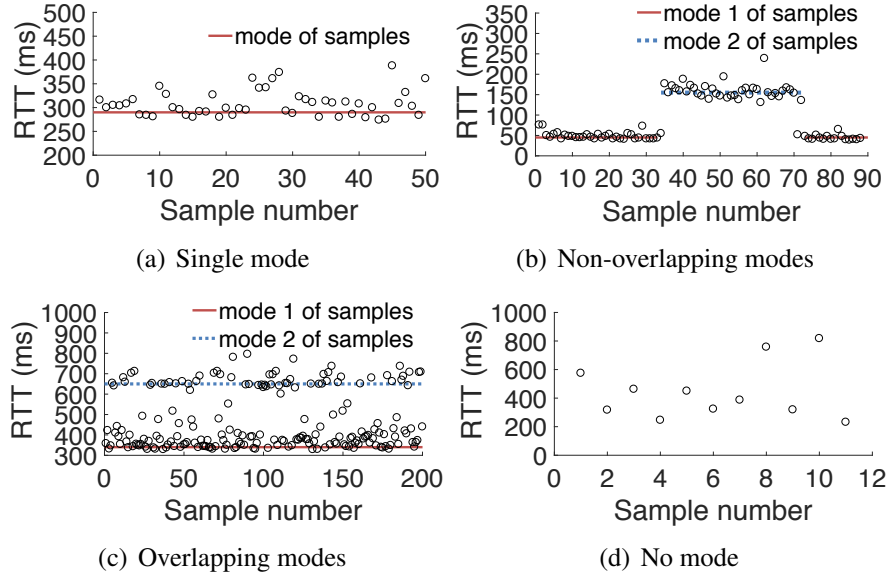 500
450
400
350
300
250
200
RTT (ms)
mode of samples
0 10 20 30 40 50
Sample number
(a) Single mode
350
300
250
200
150
100
50
0
RTT (ms)
mode 1 of samples
mode 2 of samples
0 10 20 30 40 50 60 70 80 90
Sample number
(b) Non-overlapping modes
1000
900
800
700
600
500
400
300
RTT (ms)
mode 1 of samples
mode 2 of samples
0 50 100 150 200
Sample number
(c) Overlapping modes
1000
800
600
400
200
0
RTT (ms)
0 2 4 6 8 10 12
Sample number
(d) No mode